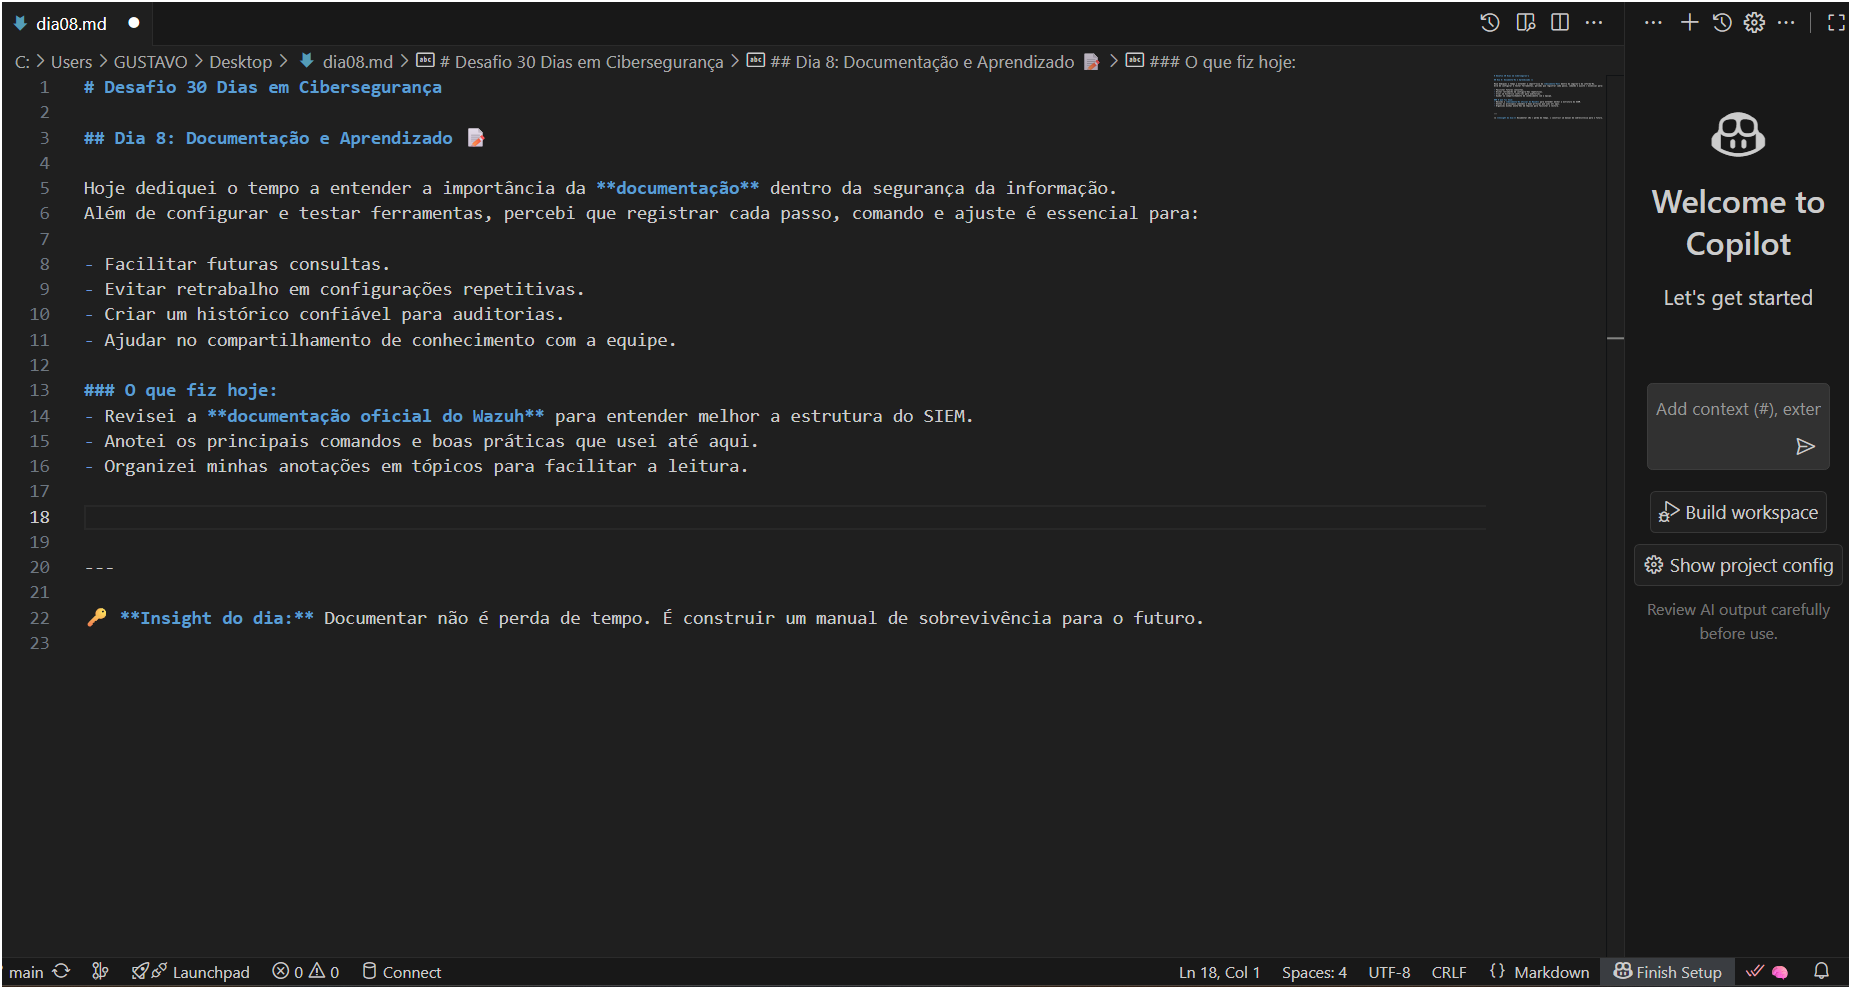 dia08.md
C: > Users > GUSTAVO > Desktop > dia08.md > # Desafio 30 Dias em Cibersegurança > ## Dia 8: Documentação e Aprendizado 📝 > ### O que fiz hoje:
1 # Desafio 30 Dias em Cibersegurança
2
3 ## Dia 8: Documentação e Aprendizado 📝
4
5 Hoje dediquei o tempo a entender a importância da **documentação** dentro da segurança da informação.
6 Além de configurar e testar ferramentas, percebi que registrar cada passo, comando e ajuste é essencial para:
7
8 - Facilitar futuras consultas.
9 - Evitar retrabalho em configurações repetitivas.
10 - Criar um histórico confiável para auditorias.
11 - Ajudar no compartilhamento de conhecimento com a equipe.
12
13 ### O que fiz hoje:
14 - Revisei a **documentação oficial do Wazuh** para entender melhor a estrutura do SIEM.
15 - Anotei os principais comandos e boas práticas que usei até aqui.
16 - Organizei minhas anotações em tópicos para facilitar a leitura.
17
18
19
20 ---
21
22 🔑 **Insight do dia:** Documentar não é perda de tempo. É construir um manual de sobrevivência para o futuro.
23
Welcome to
Copilot
Let's get started
Add context (#), exter
Build workspace
Show project config
Review AI output carefully
before use.
main Launchpad 0 0 Connect Ln 18, Col 1 Spaces: 4 UTF-8 CRLF {} Markdown Finish Setup